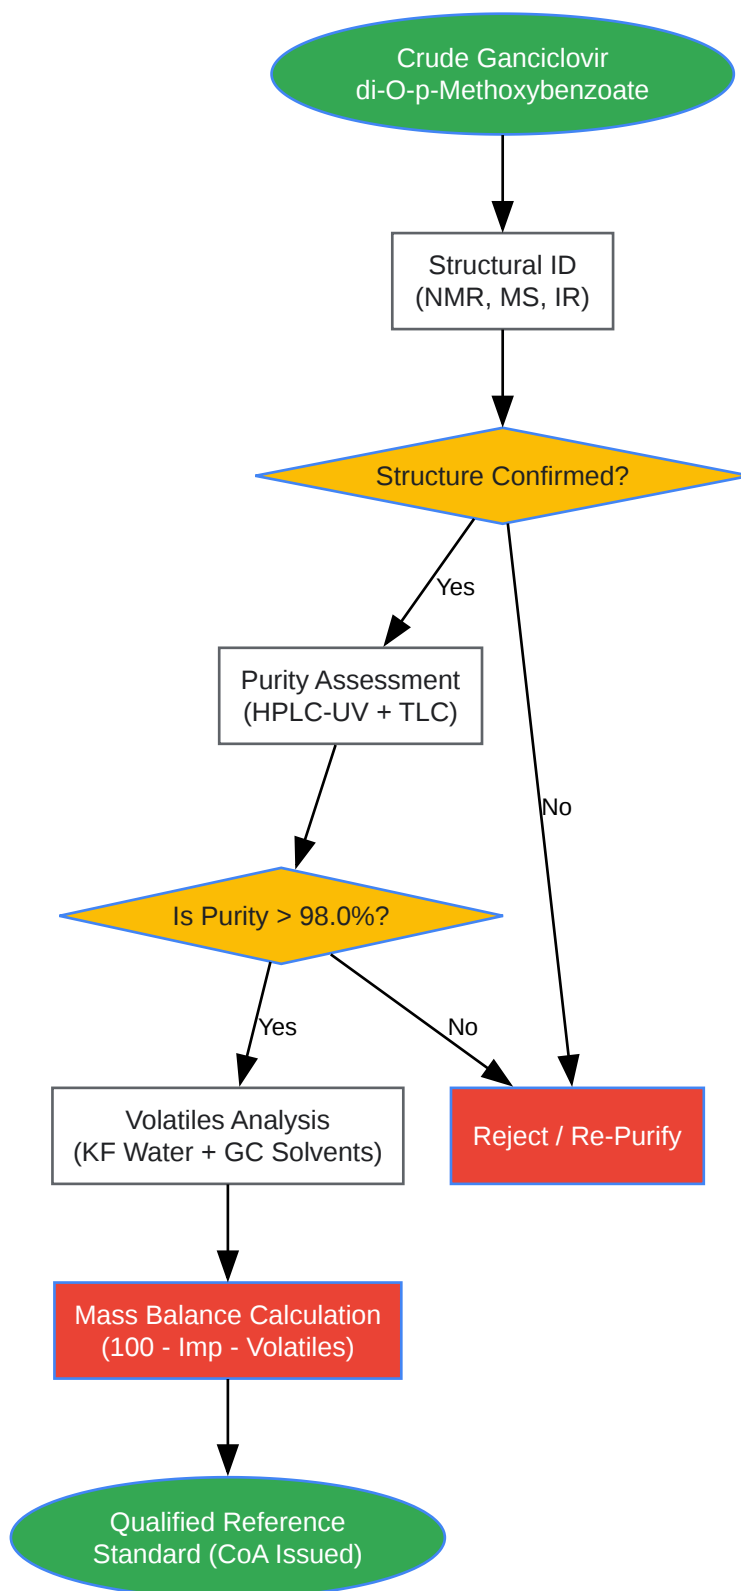 Crude Ganciclovir
di-O-p-Methoxybenzoate
Structural ID
(NMR, MS, IR)
Structure Confirmed?
Yes
Purity Assessment
(HPLC-UV + TLC)
No
Is Purity > 98.0%?
Yes
No
Volatiles Analysis
(KF Water + GC Solvents)
Reject / Re-Purify
Mass Balance Calculation
(100 - Imp - Volatiles)
Qualified Reference
Standard (CoA Issued)